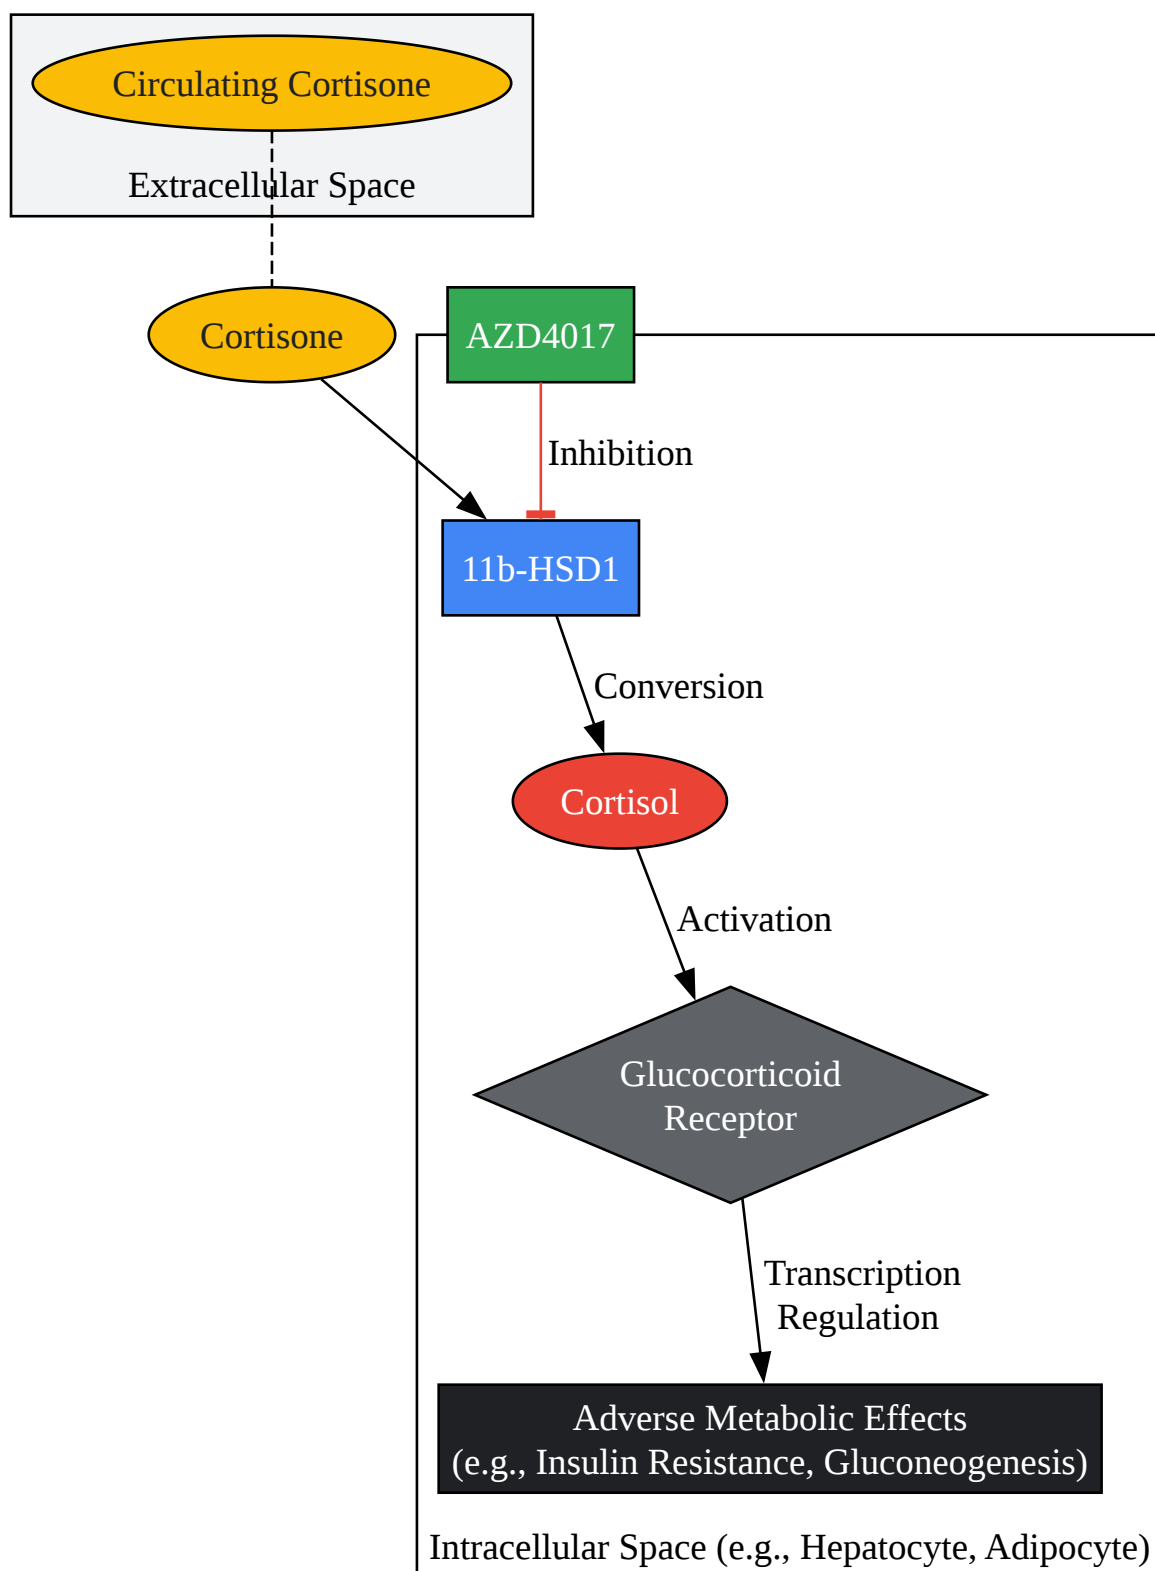 Circulating Cortisone
Extracellular Space
Cortisone
AZD4017
Inhibition
11b-HSD1
Conversion
Cortisol
Activation
Glucocorticoid
Receptor
Transcription
Regulation
Adverse Metabolic Effects
(e.g., Insulin Resistance, Gluconeogenesis)
Intracellular Space (e.g., Hepatocyte, Adipocyte)